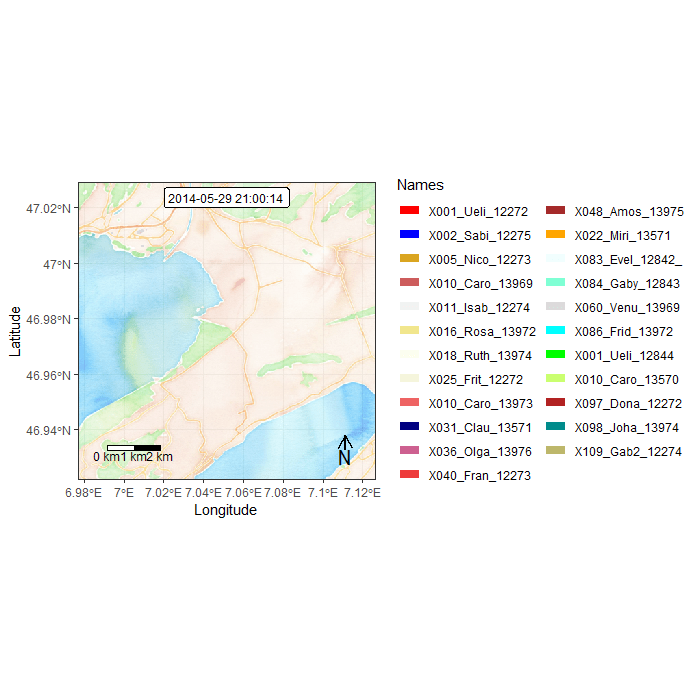 2014-05-29 21:00:14
47.02°N
47°N
46.98°N
46.96°N
46.94°N
Latitude
0 km1 km2 km
N
6.98°E 7°E 7.02°E 7.04°E 7.06°E 7.08°E 7.1°E 7.12°E
Longitude
Names
X001_Ueli_12272
X002_Sabi_12275
X005_Nico_12273
X010_Caro_13969
X011_Isab_12274
X016_Rosa_13972
X018_Ruth_13974
X025_Frit_12272
X010_Caro_13973
X031_Clau_13571
X036_Olga_13976
X040_Fran_12273
X048_Amos_13975
X022_Miri_13571
X083_Evel_12842_
X084_Gaby_12843
X060_Venu_13969
X086_Frid_13972
X001_Ueli_12844
X010_Caro_13570
X097_Dona_12272
X098_Joha_13974
X109_Gab2_12274